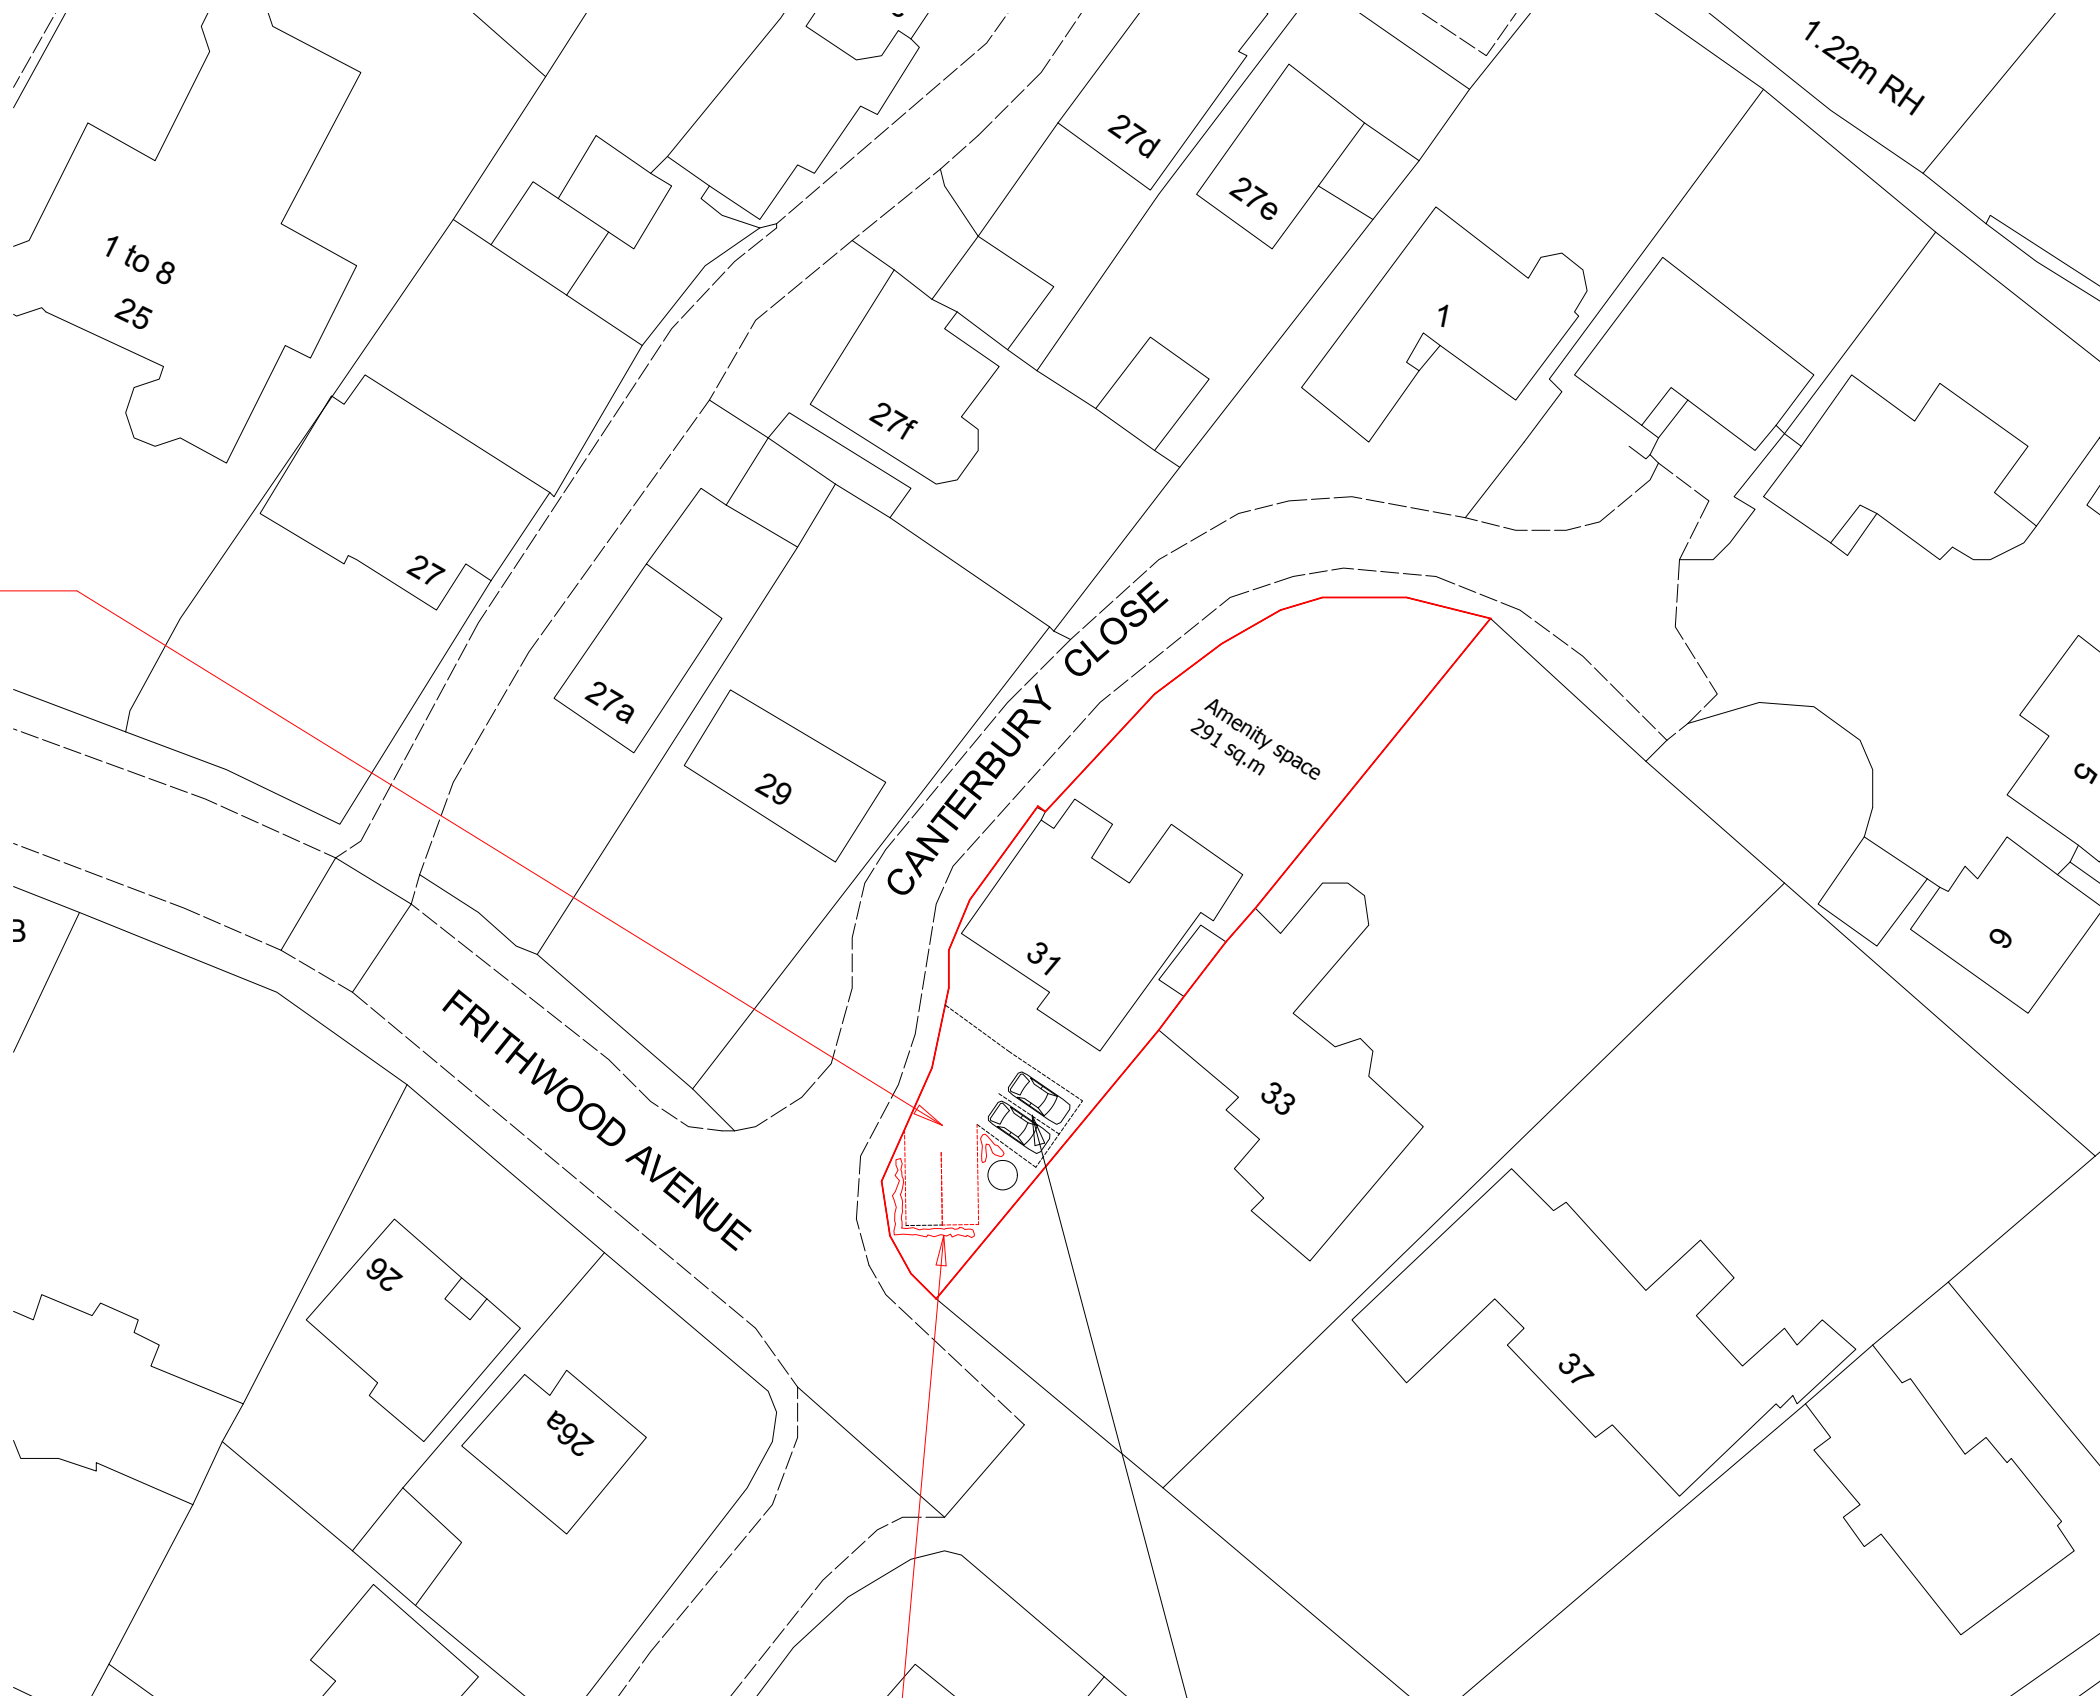 1.22m RH
27d
27e
1 to 8
25
1
27f
27
CANTERBURY CLOSE
27a
Amenity space
291 sq.m
29
5
31
6
B
FRITHWOOD AVENUE
33
26
37
26a